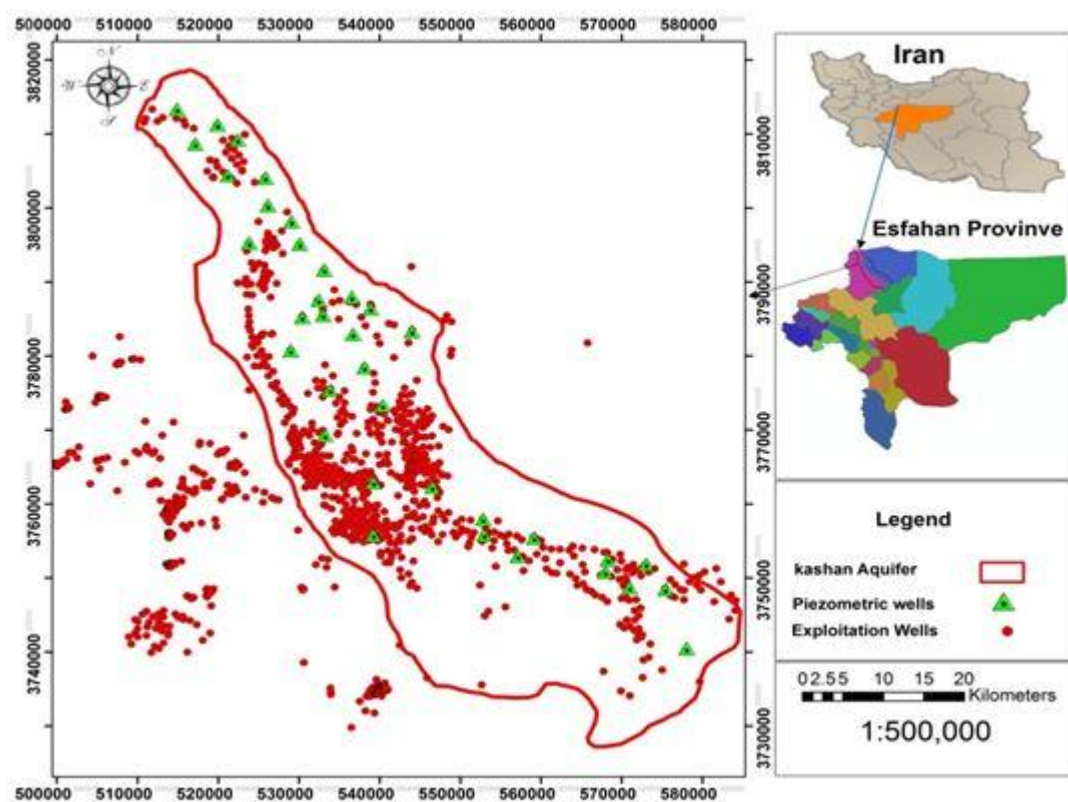 5000000 510000 520000 530000 540000 550000 560000 570000 580000
N
W E
S
3820000
3800000
3780000
3760000
3740000
3810000
3790000
3770000
3750000
3730000
500000 510000 520000 530000 540000 550000 560000 570000 580000
Iran
Esfahan Provinve
Legend
kashan Aquifer
Piezometric wells
Exploitation Wells
0 2.5 5 10 15 20
Kilometers
1:500,000